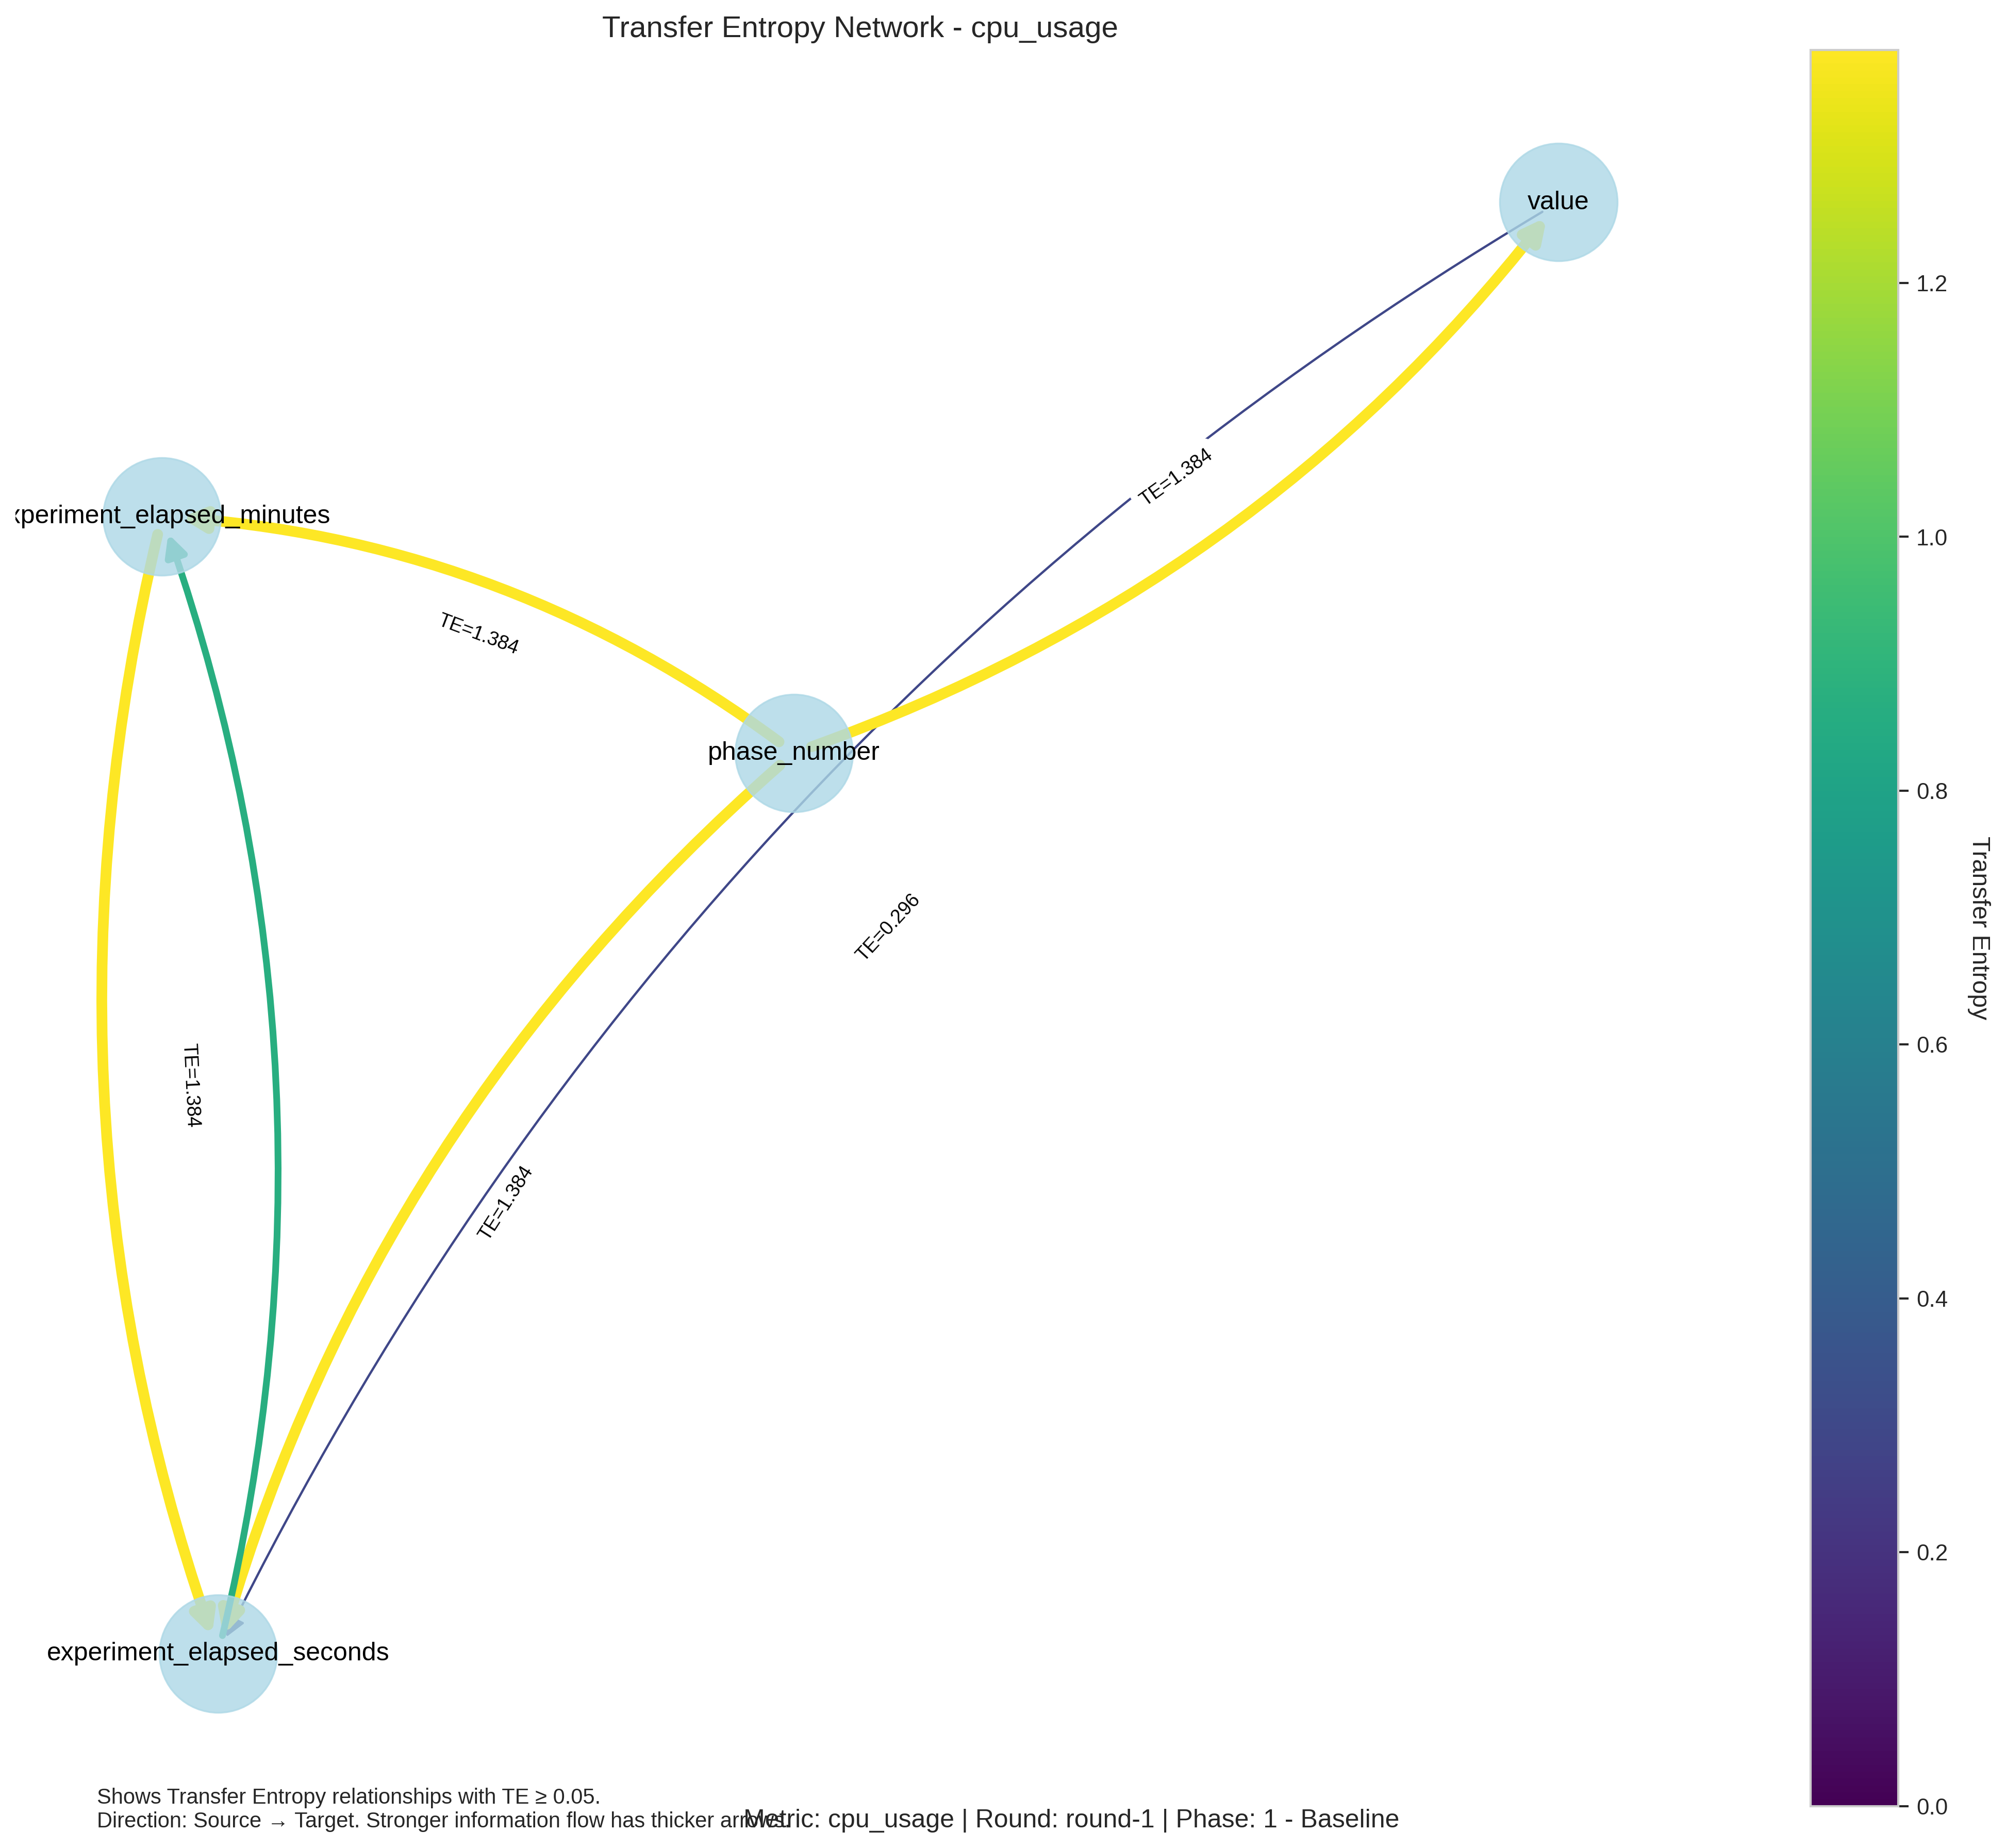 Transfer Entropy Network - cpu_usage
value
1.2
TE=1.384
xperiment_elapsed_minutes
1.0
TE=1.384
phase_number
0.8
TE=0.296
Transfer Entropy
0.6
TE=1.384
TE=1.384
0.4
0.2
experiment_elapsed_seconds
0.0
Shows Transfer Entropy relationships with TE ≥ 0.05.
Direction: Source → Target. Stronger information flow has thicker arrows.
Metric: cpu_usage | Round: round-1 | Phase: 1 - Baseline